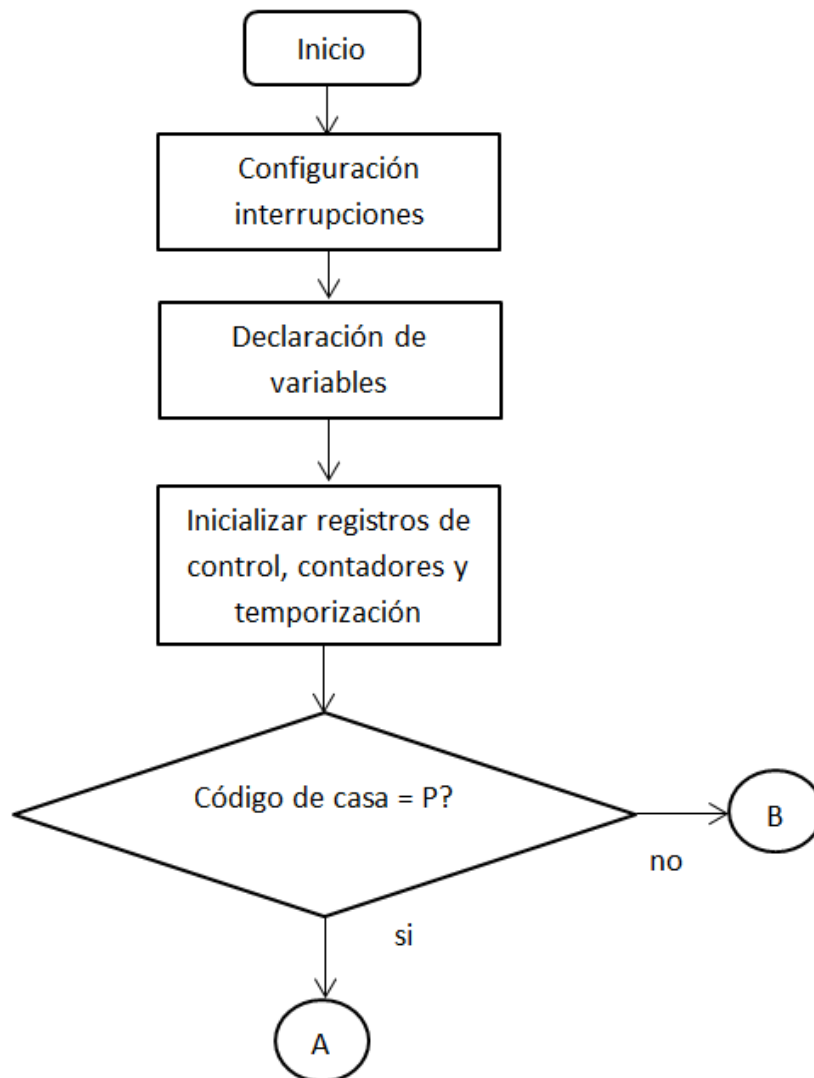 Inicio
Configuración
interrupciones
Declaración de
variables
Inicializar registros de
control, contadores y
temporización
Código de casa = P?
B
no
si
A